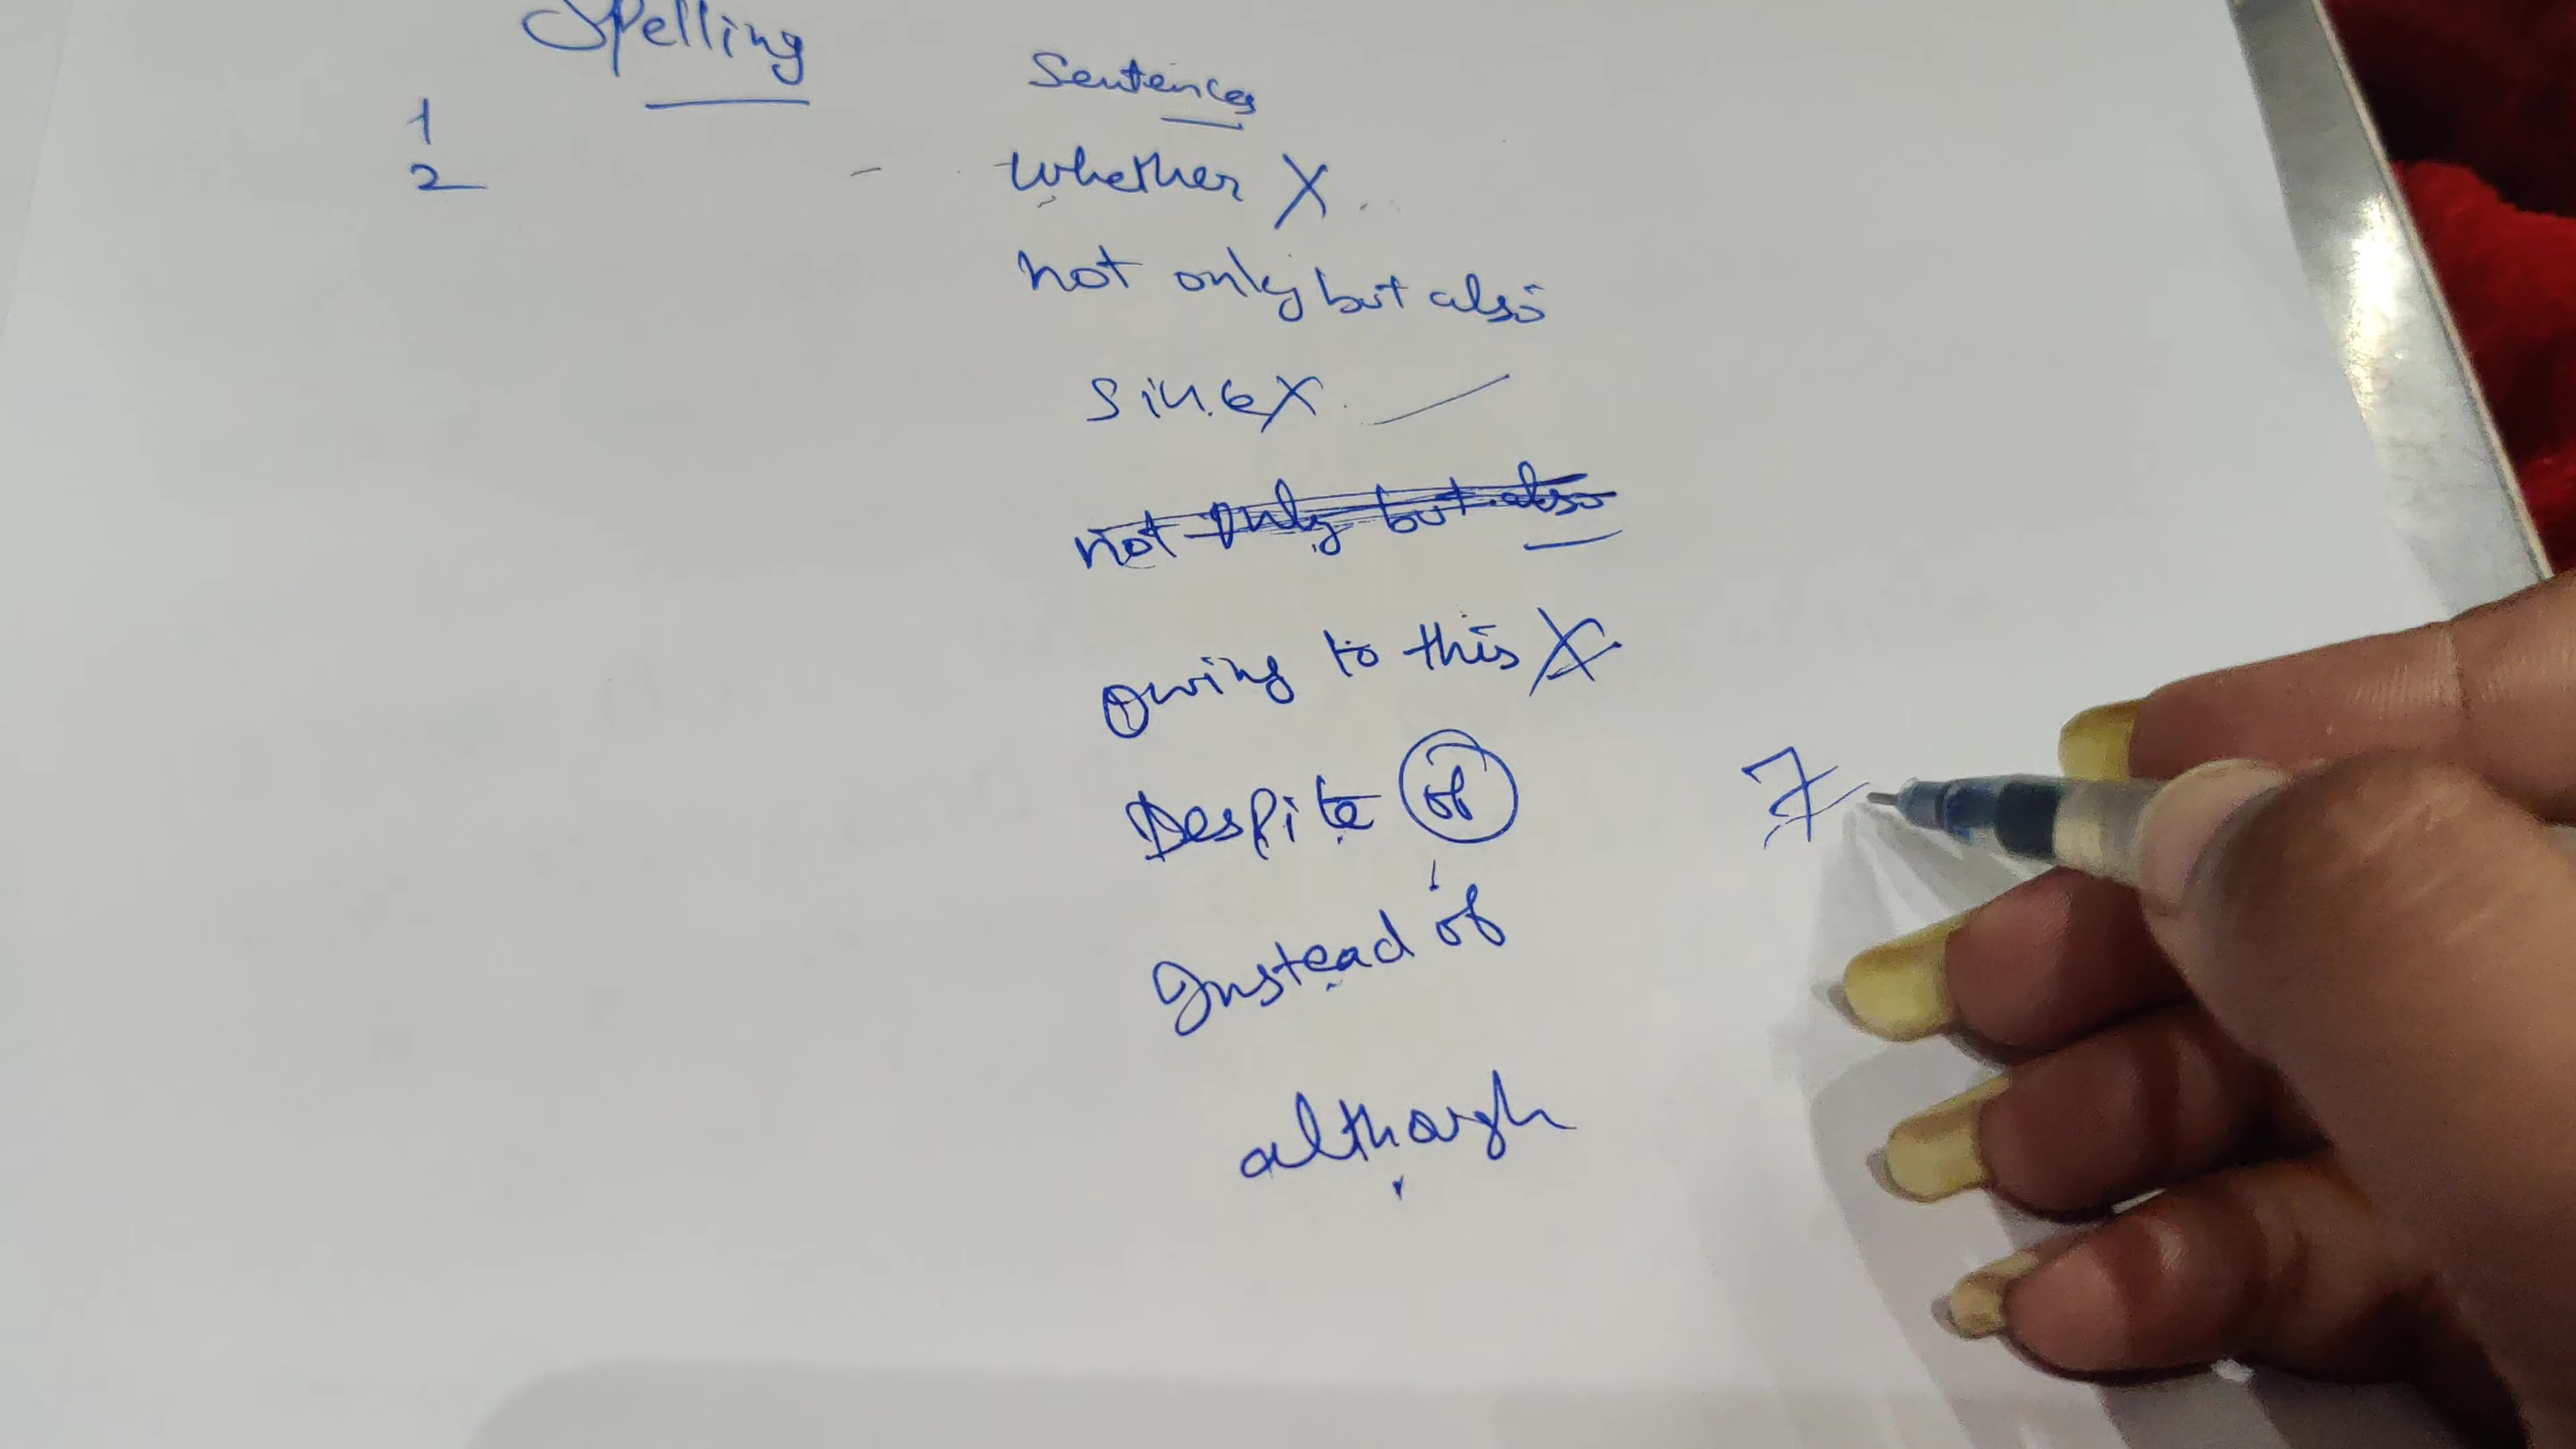 Spelling
Sentences
1
2 - whether X
not only but also
since X
not only but also
owing to this X
Despite of
7
Instead of
although